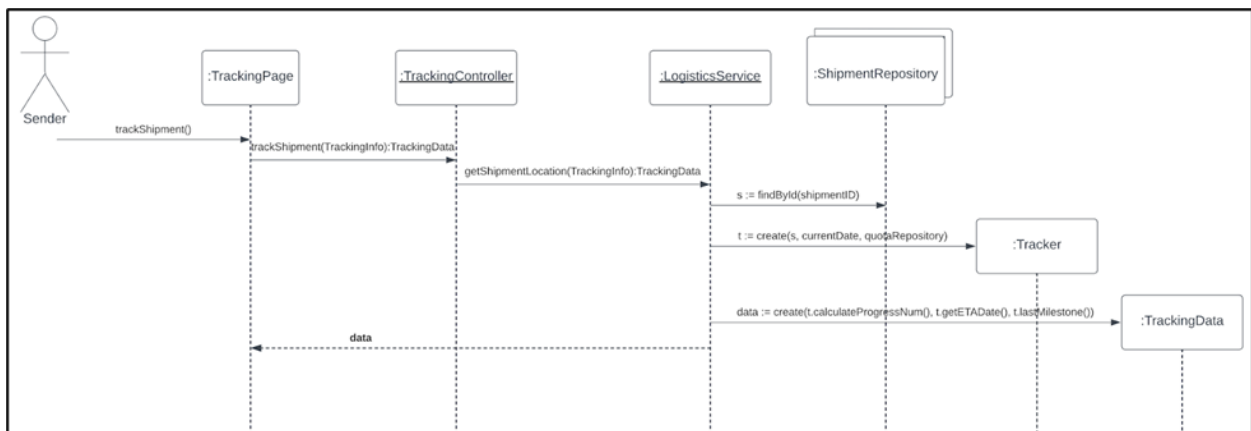 Sender
:TrackingPage
:TrackingController
:LogisticsService
:ShipmentRepository
trackShipment()
trackShipment(TrackingInfo):TrackingData
getShipmentLocation(TrackingInfo):TrackingData
s := findById(shipmentID)
t := create(s, currentDate, quotaRepository)
:Tracker
data := create(t.calculateProgressNum(), t.getETADate(), t.lastMilestone())
:TrackingData
data